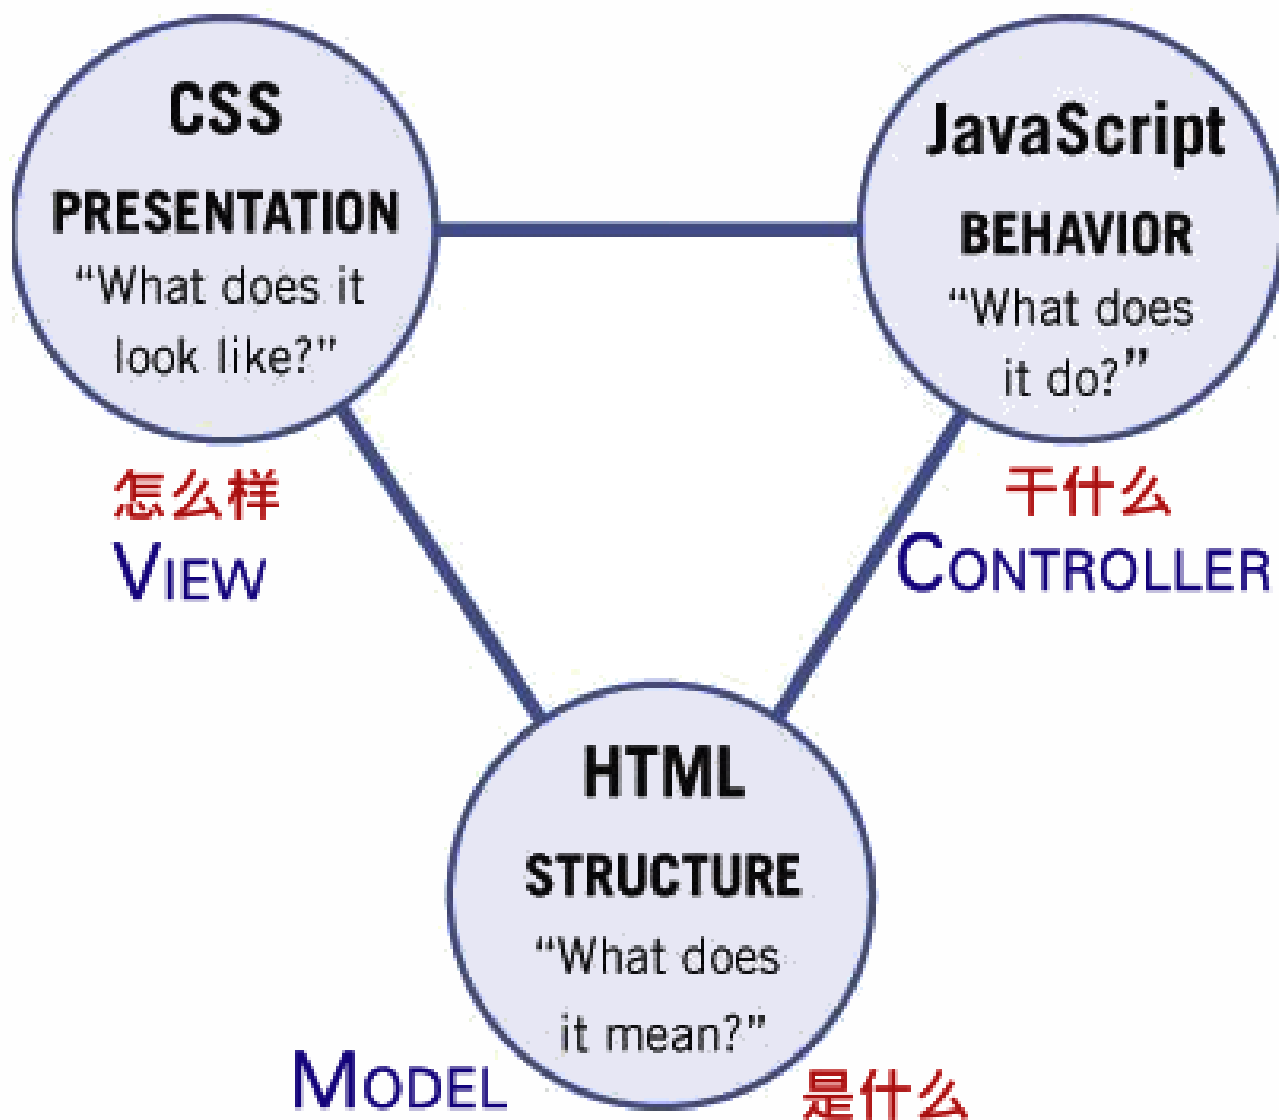 CSS
PRESENTATION
“What does it
look like?”
怎么样
VIEW
JavaScript
BEHAVIOR
“What does
it do?”
干什么
CONTROLLER
HTML
STRUCTURE
“What does
it mean?”
MODEL
是什么